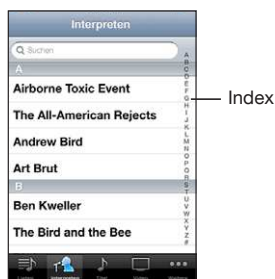 Interpreten
Suchen
A
Airborne Toxic Event
The All-American Rejects
Andrew Bird
Art Brut
B
Ben Kweller
The Bird and the Bee
A
B
C
D
E
F
G
H
I
J
K
L
M
N
O
P
Q
R
S
T
U
V
W
X
Y
Z
#
Index